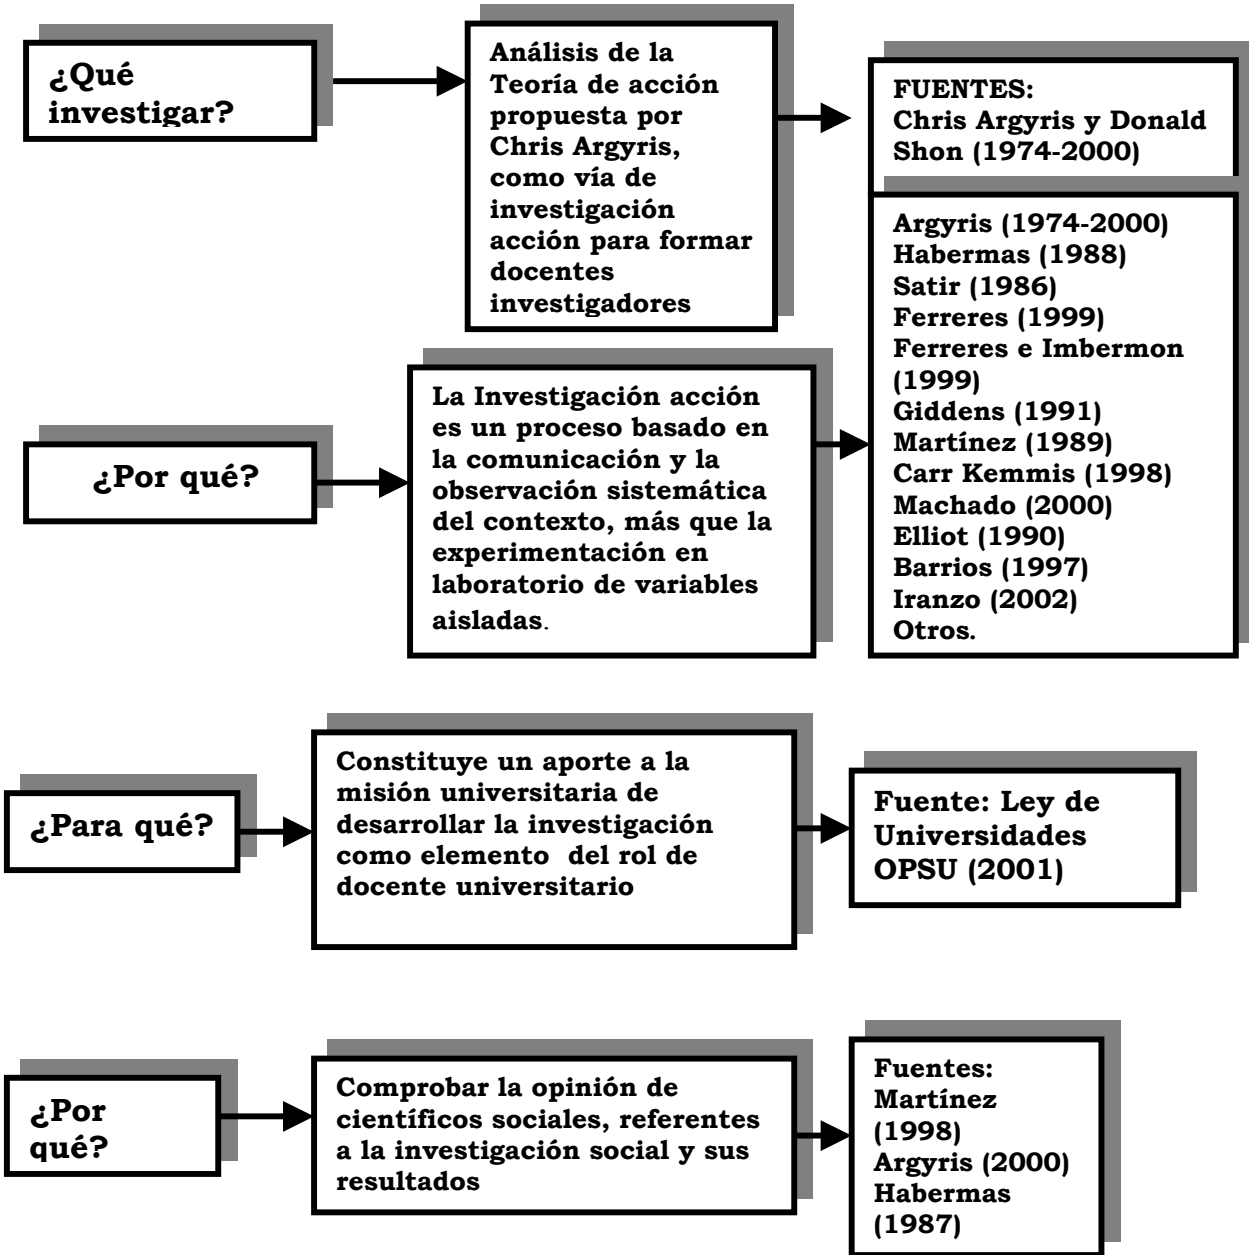 ¿Qué
investigar?
Análisis de la
Teoría de acción
propuesta por
Chris Argyris,
como vía de
investigación
acción para formar
docentes
investigadores
FUENTES:
Chris Argyris y Donald
Shon (1974-2000)
¿Por qué?
La Investigación acción
es un proceso basado en
la comunicación y la
observación sistemática
del contexto, más que la
experimentación en
laboratorio de variables
aisladas.
Argyris (1974-2000)
Habermas (1988)
Satir (1986)
Ferreres (1999)
Ferreres e Imbermon
(1999)
Giddens (1991)
Martínez (1989)
Carr Kemmis (1998)
Machado (2000)
Elliot (1990)
Barrios (1997)
Iranzo (2002)
Otros.
¿Para qué?
Constituye un aporte a la
misión universitaria de
desarrollar la investigación
como elemento  del rol de
docente universitario
Fuente: Ley de
Universidades
OPSU (2001)
¿Por
qué?
Comprobar la opinión de
científicos sociales, referentes
a la investigación social y sus
resultados
Fuentes:
Martínez
(1998)
Argyris (2000)
Habermas
(1987)